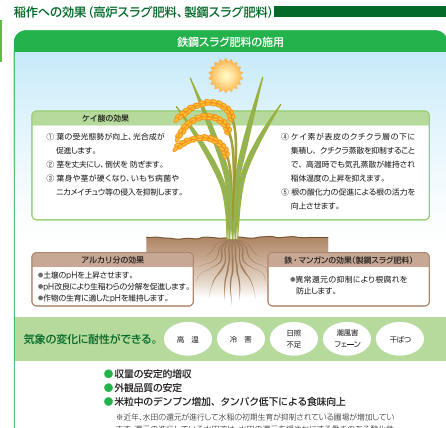 稲作への効果（高炉スラグ肥料、製鋼スラグ肥料）
鉄鋼スラグ肥料の施用
ケイ酸の効果
① 葉の受光態勢が向上、光合成が
促進します。
② 茎を丈夫にし、倒伏を 防ぎます。
③ 葉身や茎が硬くなり、いもち病菌や
ニカメイチュウ等の侵入を抑制します。
④ ケイ素が表皮のクチクラ層の下に
集積し、クチクラ蒸散を抑制すること
で、高温時でも気孔蒸散が維持され
稲体温度の上昇を抑えます。
⑤ 根の酸化力の促進による根の活力を
向上させます。
アルカリ分の効果
●土壌のpHを上昇させます。
●pH改良により生稲わらの分解を促進します。
●作物の生育に適したpHを維持します。
鉄・マンガンの効果（製鋼スラグ肥料）
●異常還元の抑制により根腐れを
防止します。
気象の変化に耐性ができる。
高 温
冷 害
日照
不足
潮風害
フェーン
干ばつ
●収量の安定的増収
●外観品質の安定
●米粒中のデンプン増加、タンパク低下による食味向上
※近年、水田の還元が進行して水稲の初期生育が抑制されている圃場が増加してい